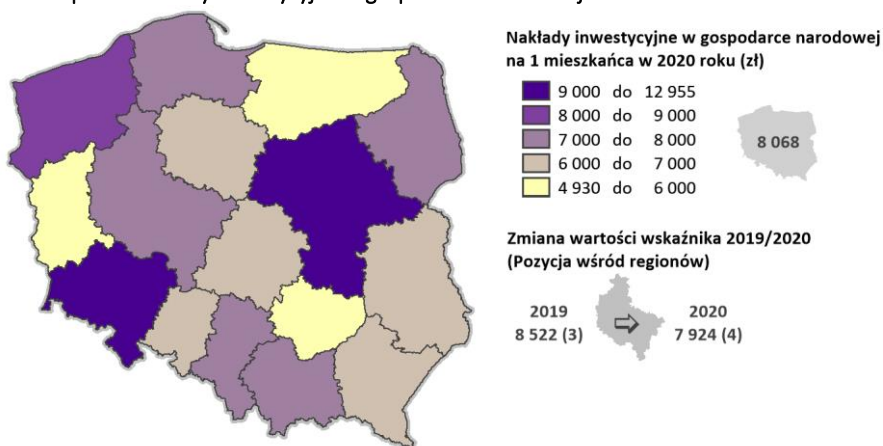 Nakłady inwestycyjne w gospodarce narodowej
na 1 mieszkańca w 2020 roku (zł)
9 000 do 12 955
8 000 do 9 000
7 000 do 8 000
6 000 do 7 000
4 930 do 6 000
8 068
Zmiana wartości wskaźnika 2019/2020
(Pozycja wśród regionów)
2019
8 522 (3)
2020
7 924 (4)